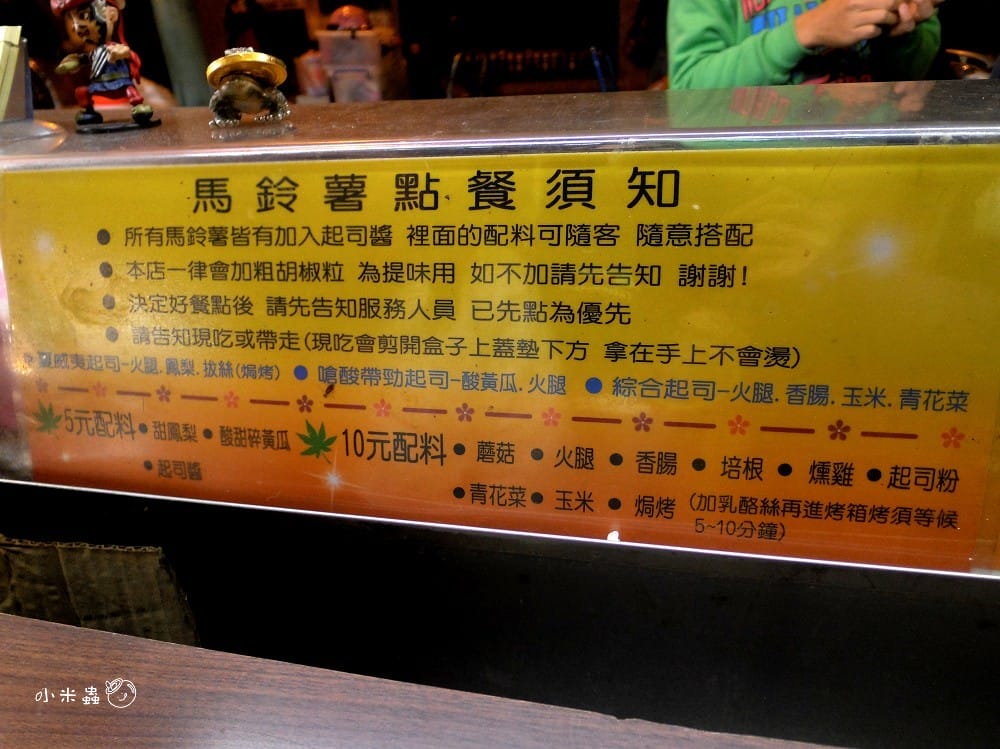 馬鈴薯點餐須知
● 所有馬鈴薯皆有加入起司醬 裡面的配料可隨客 隨意搭配
● 本店一律會加粗胡椒粒 為提味用 如不加請先告知 謝謝!
● 決定好餐點後 請先告知服務人員 已先點為優先
● 請告知現吃或帶走(現吃會剪開盒子上蓋墊下方 拿在手上不會燙)
夏威夷起司-火腿.鳳梨.拔絲(焗烤) ● 嗆酸帶勁起司-酸黃瓜.火腿 ● 綜合起司-火腿.香腸.玉米.青花菜
5元配料 ● 甜鳳梨 ● 酸甜碎黃瓜 10元配料 ● 蘑菇 ● 火腿 ● 香腸 ● 培根 ● 燻雞 ● 起司粉
● 起司醬 ● 青花菜 ● 玉米 ● 焗烤 (加乳酪絲再進烤箱烤須等候
5~10分鐘)
小米蟲